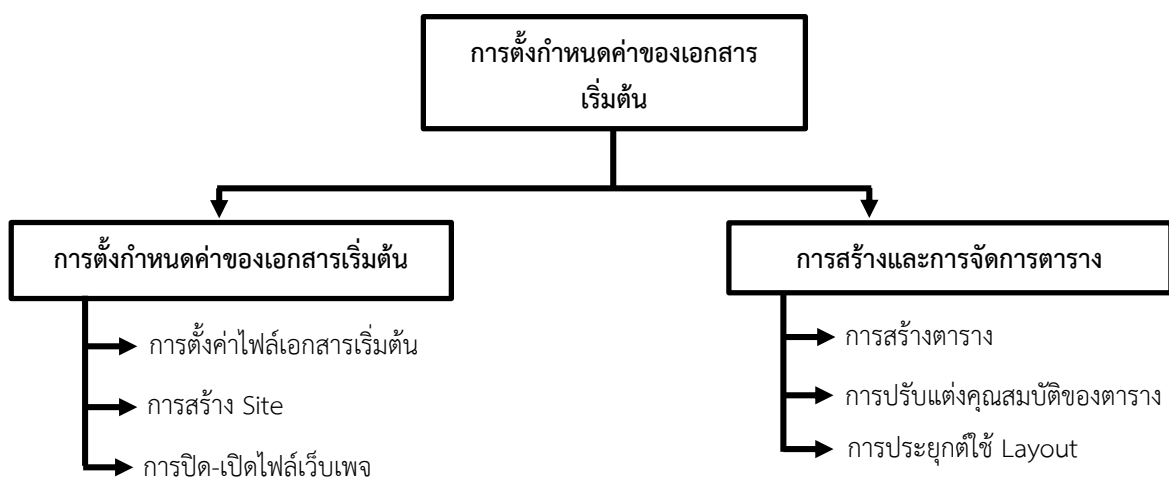 การตั้งกำหนดค่าของเอกสาร
เริ่มต้น
การตั้งกำหนดค่าของเอกสารเริ่มต้น
การตั้งค่าไฟล์เอกสารเริ่มต้น
การสร้าง Site
การปิด-เปิดไฟล์เว็บเพจ
การสร้างและการจัดการตาราง
การสร้างตาราง
การปรับแต่งคุณสมบัติของตาราง
การประยุกต์ใช้ Layout